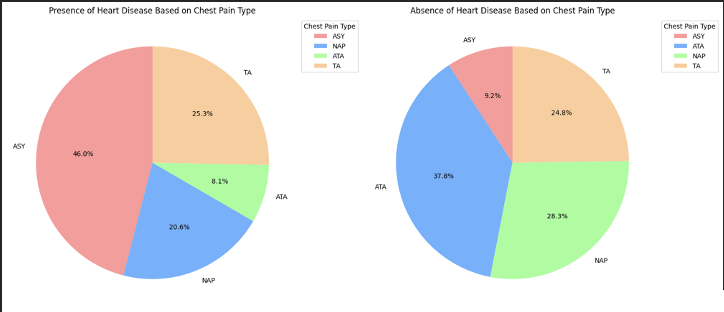 Presence of Heart Disease Based on Chest Pain Type
Chest Pain Type
ASY
NAP
ATA
TA
TA
25.3%
ASY
46.0%
8.1%
ATA
20.6%
NAP
Absence of Heart Disease Based on Chest Pain Type
Chest Pain Type
ASY
ATA
NAP
TA
ASY
TA
9.2%
24.8%
37.8%
ATA
28.3%
NAP